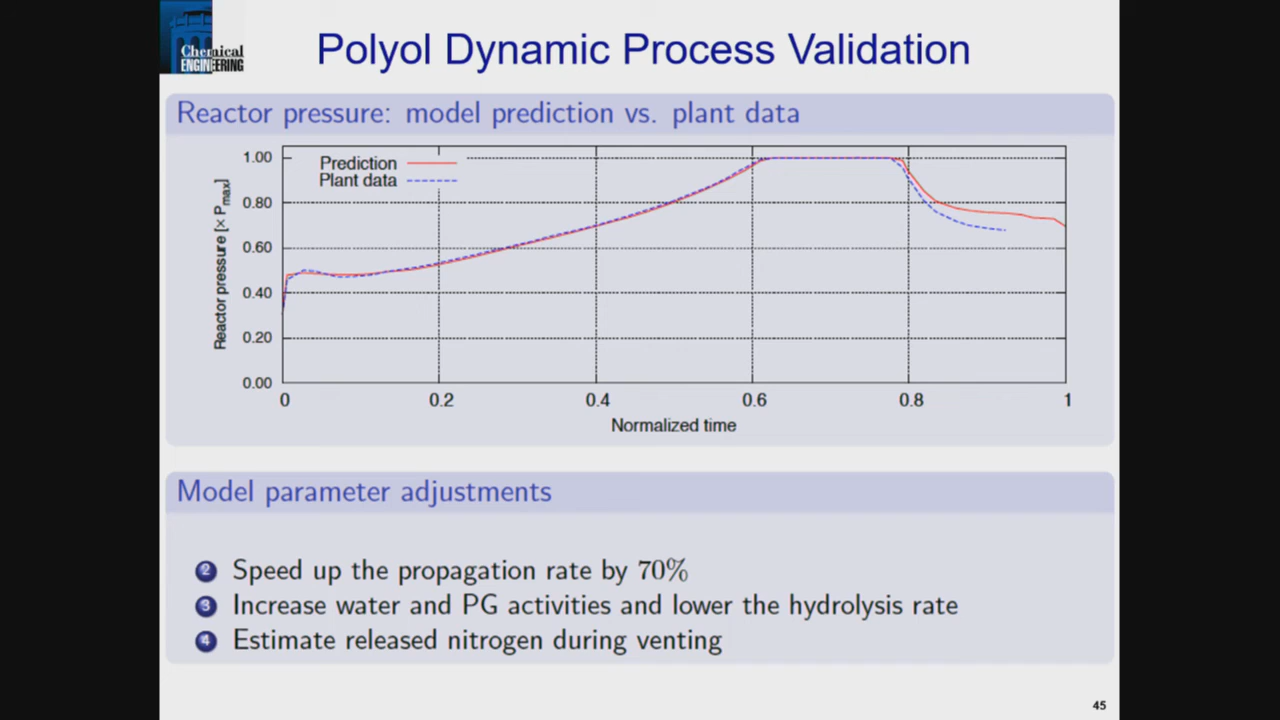 Chemical
ENGINEERING
Polyol Dynamic Process Validation
Reactor pressure: model prediction vs. plant data
Reactor pressure [× Pmax]
1.00
0.80
0.60
0.40
0.20
0.00
Prediction
Plant data
0 0.2 0.4 0.6 0.8 1
Normalized time
Model parameter adjustments
2 Speed up the propagation rate by 70%
3 Increase water and PG activities and lower the hydrolysis rate
4 Estimate released nitrogen during venting
45